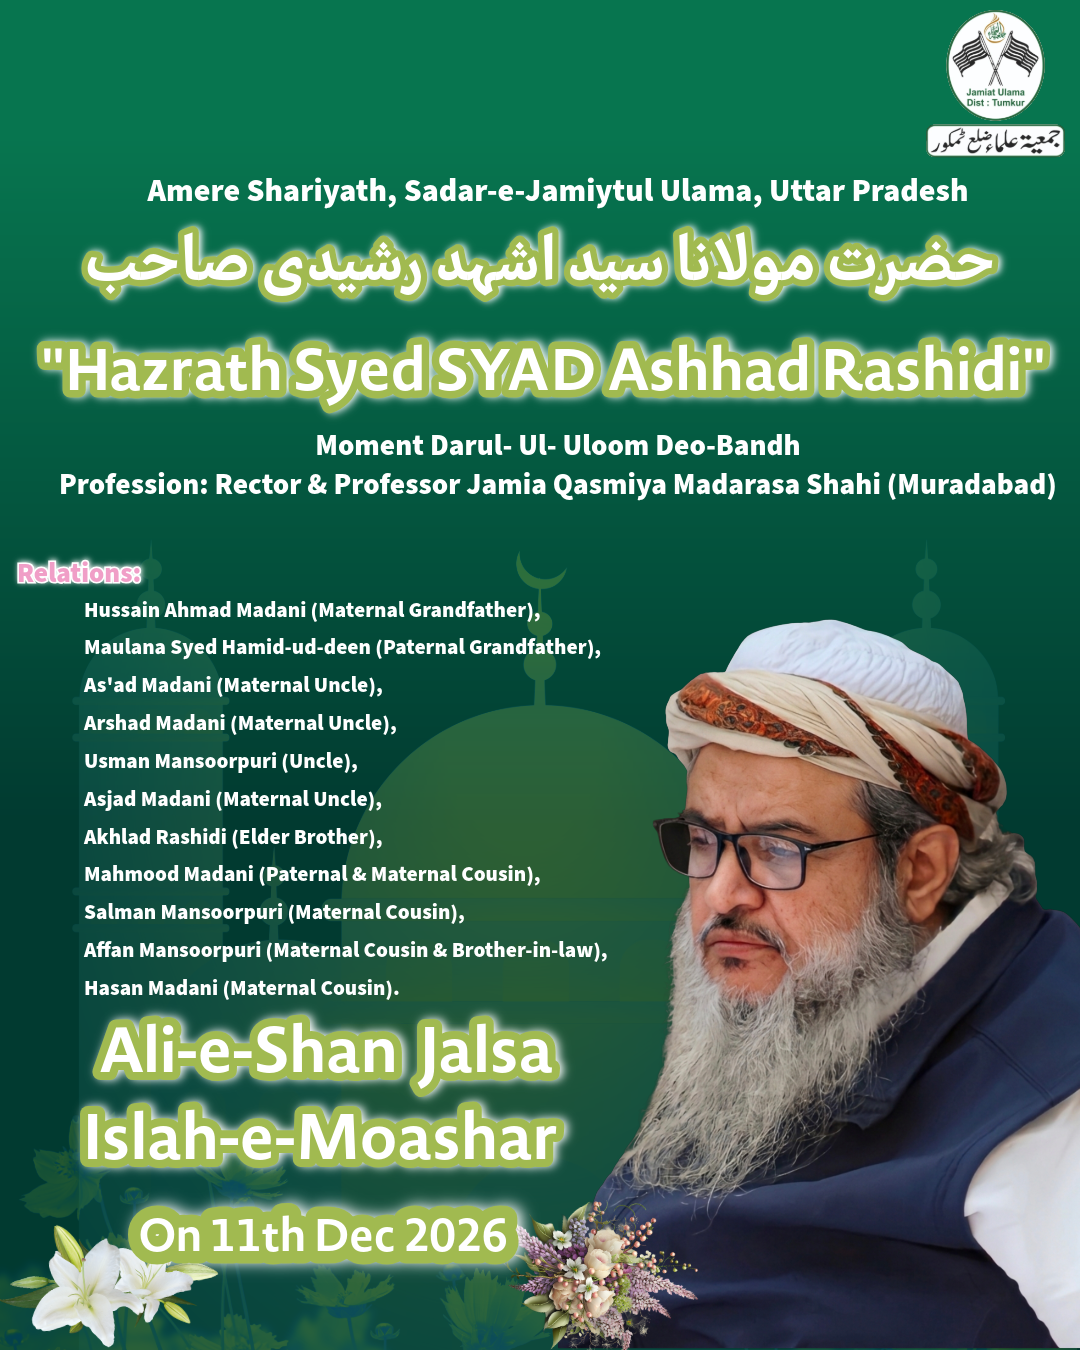 Jamiat Ulama
Dist : Tumkur
جمعیۃ علماء ضلع ٹمکور
Amere Shariyath, Sadar-e-Jamiytul Ulama, Uttar Pradesh
حضرت مولانا سید اشہد رشیدی صاحب
"Hazrath Syed SYAD Ashhad Rashidi"
Moment Darul- Ul- Uloom Deo-Bandh
Profession: Rector & Professor Jamia Qasmiya Madarasa Shahi (Muradabad)
Relations:
Hussain Ahmad Madani (Maternal Grandfather),
Maulana Syed Hamid-ud-deen (Paternal Grandfather),
As'ad Madani (Maternal Uncle),
Arshad Madani (Maternal Uncle),
Usman Mansoorpuri (Uncle),
Asjad Madani (Maternal Uncle),
Akhlad Rashidi (Elder Brother),
Mahmood Madani (Paternal & Maternal Cousin),
Salman Mansoorpuri (Maternal Cousin),
Affan Mansoorpuri (Maternal Cousin & Brother-in-law),
Hasan Madani (Maternal Cousin).
Ali-e-Shan Jalsa
Islah-e-Moashar
On 11th Dec 2026